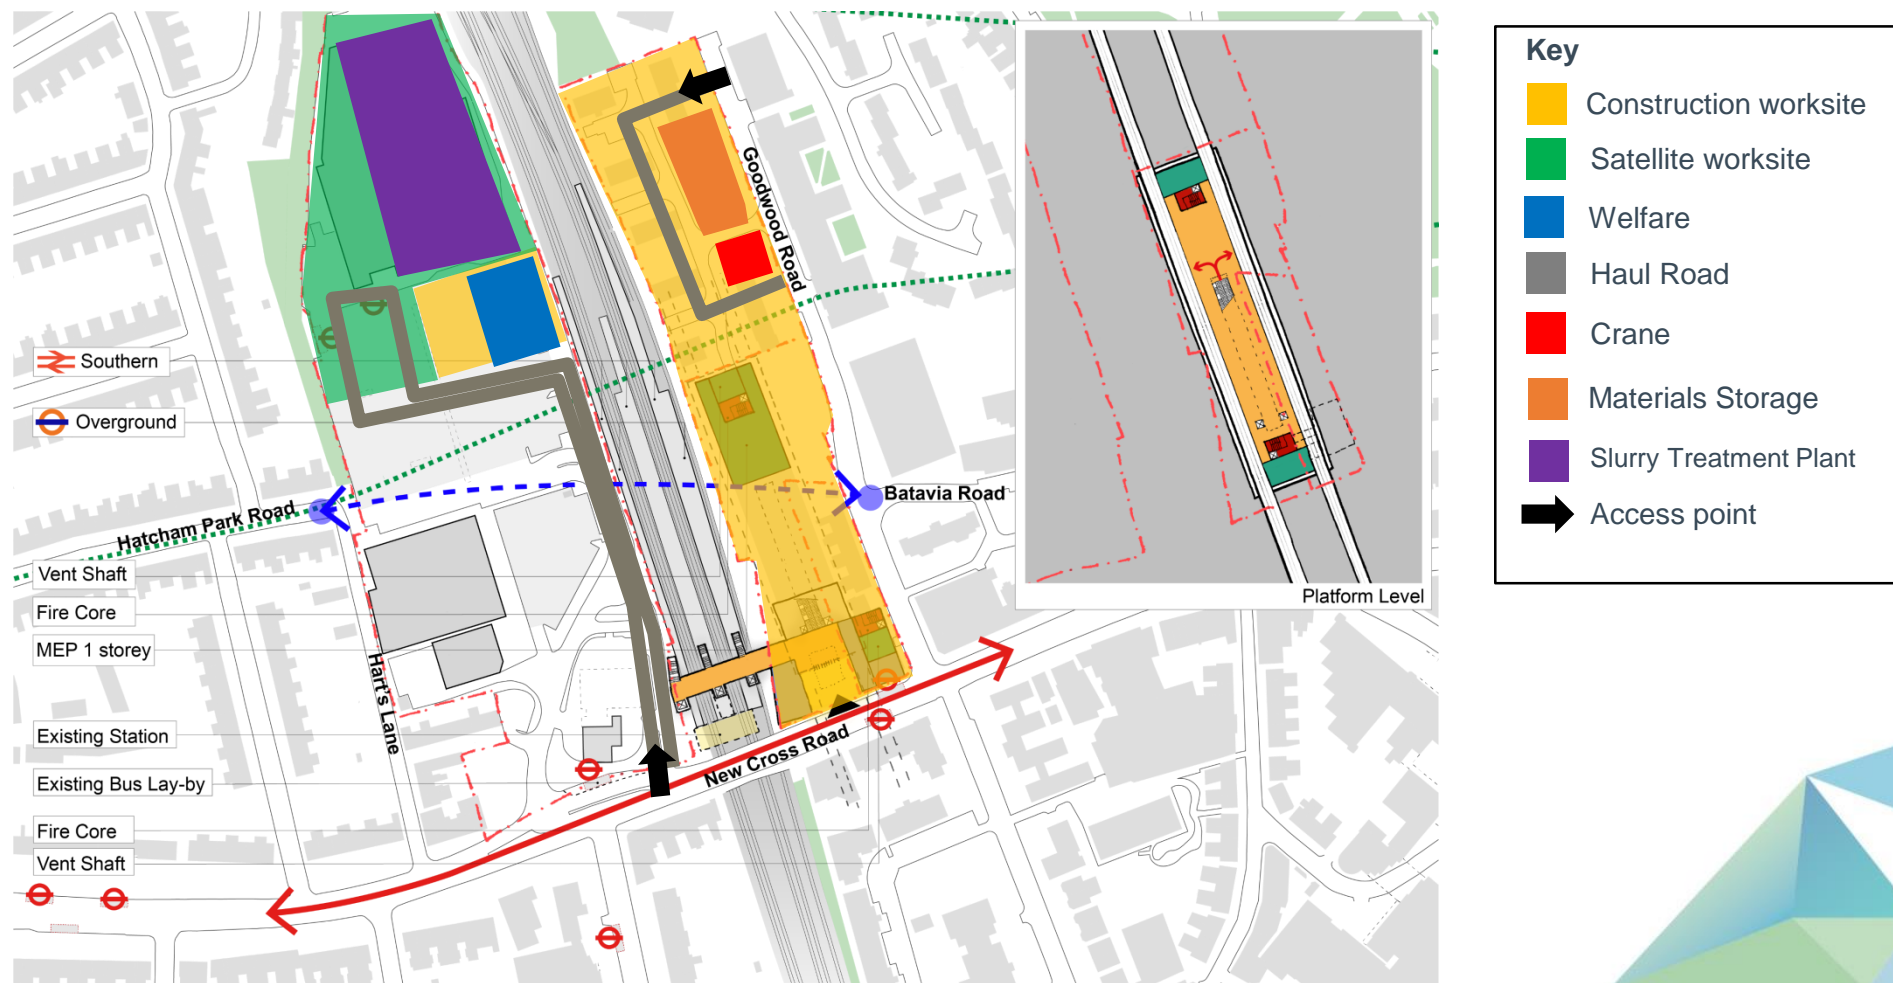 Southern
Overground
Hatcham Park Road
Vent Shaft
Fire Core
MEP 1 storey
Existing Station
Existing Bus Lay-by
Fire Core
Vent Shaft
Hart's Lane
Goodwood Road
Batavia Road
New Cross Road
Platform Level
Key
Construction worksite
Satellite worksite
Welfare
Haul Road
Crane
Materials Storage
Slurry Treatment Plant
Access point